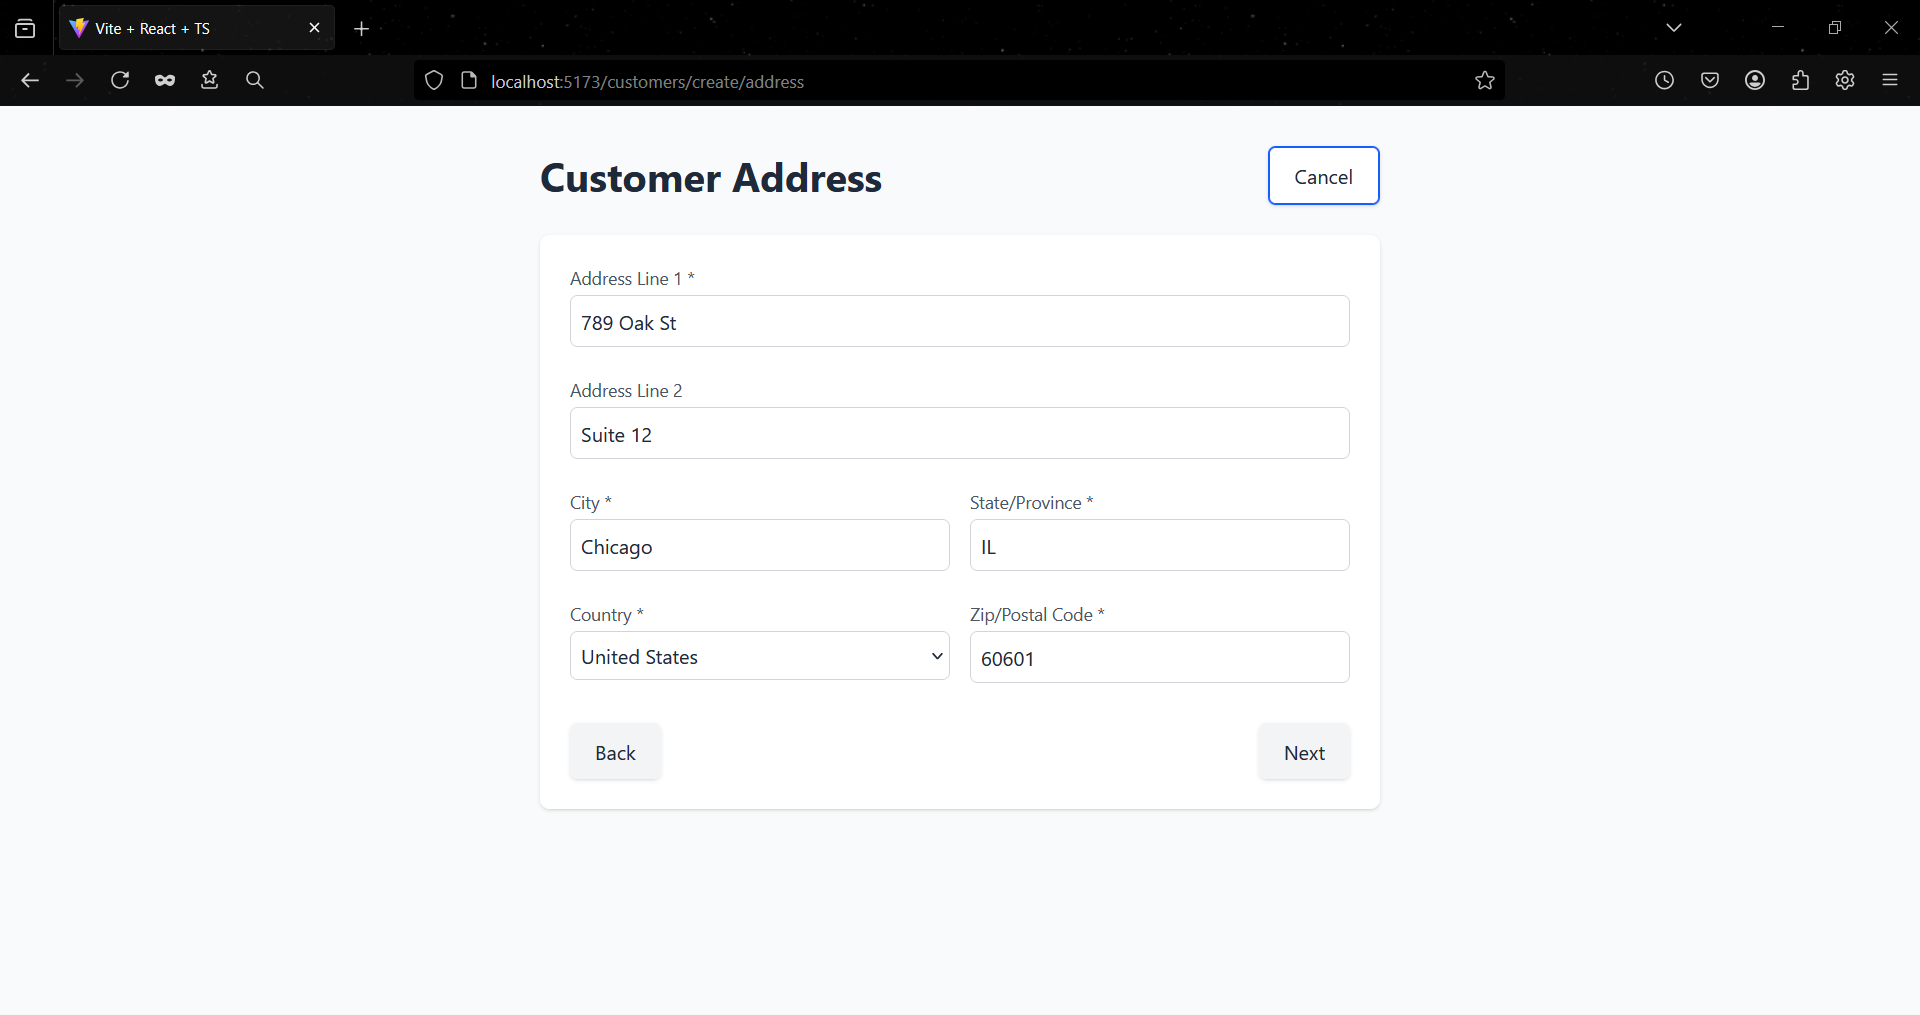 Vite + React + TS
localhost:5173/customers/create/address
Customer Address
Cancel
Address Line 1 *
789 Oak St
Address Line 2
Suite 12
City *
State/Province *
Chicago
IL
Country *
Zip/Postal Code *
United States
60601
Back
Next